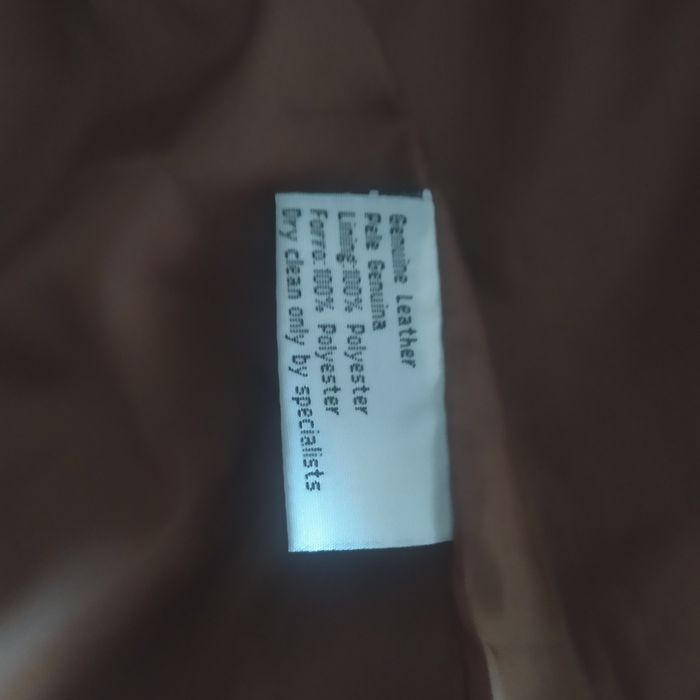 Genuine Leather
Pele Genuina
Lining:100% Polyester
Forro:100% Polyester
Dry clean only by specialists